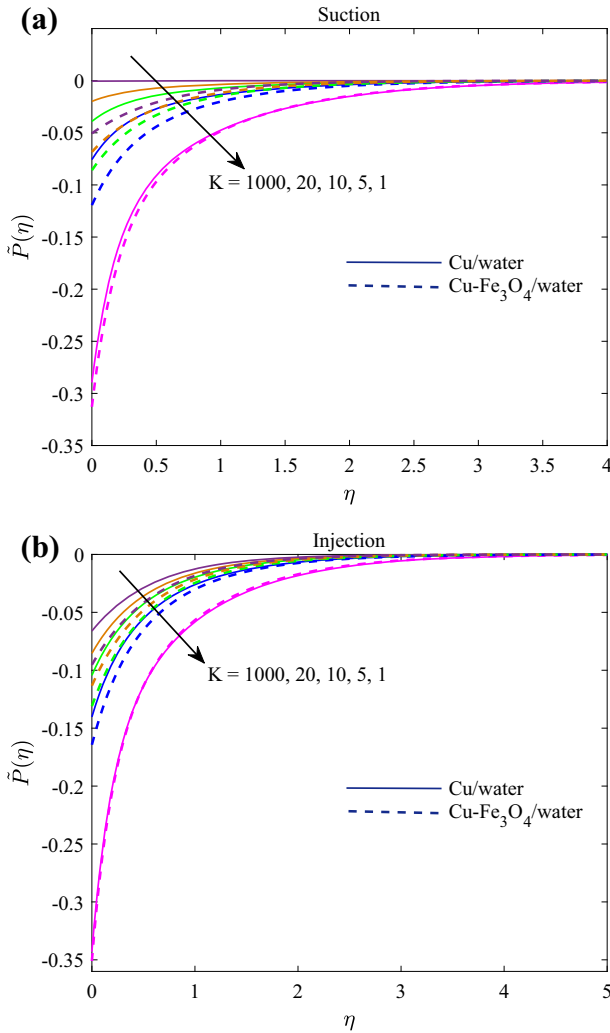 (a)
Suction
0
-0.05
-0.1
-0.15
-0.2
-0.25
-0.3
-0.35
P̃(η)
K = 1000, 20, 10, 5, 1
Cu/water
Cu-Fe₃O₄/water
0 0.5 1 1.5 2 2.5 3 3.5 4
η
(b)
Injection
0
-0.05
-0.1
-0.15
-0.2
-0.25
-0.3
-0.35
P̃(η)
K = 1000, 20, 10, 5, 1
Cu/water
Cu-Fe₃O₄/water
0 1 2 3 4 5
η